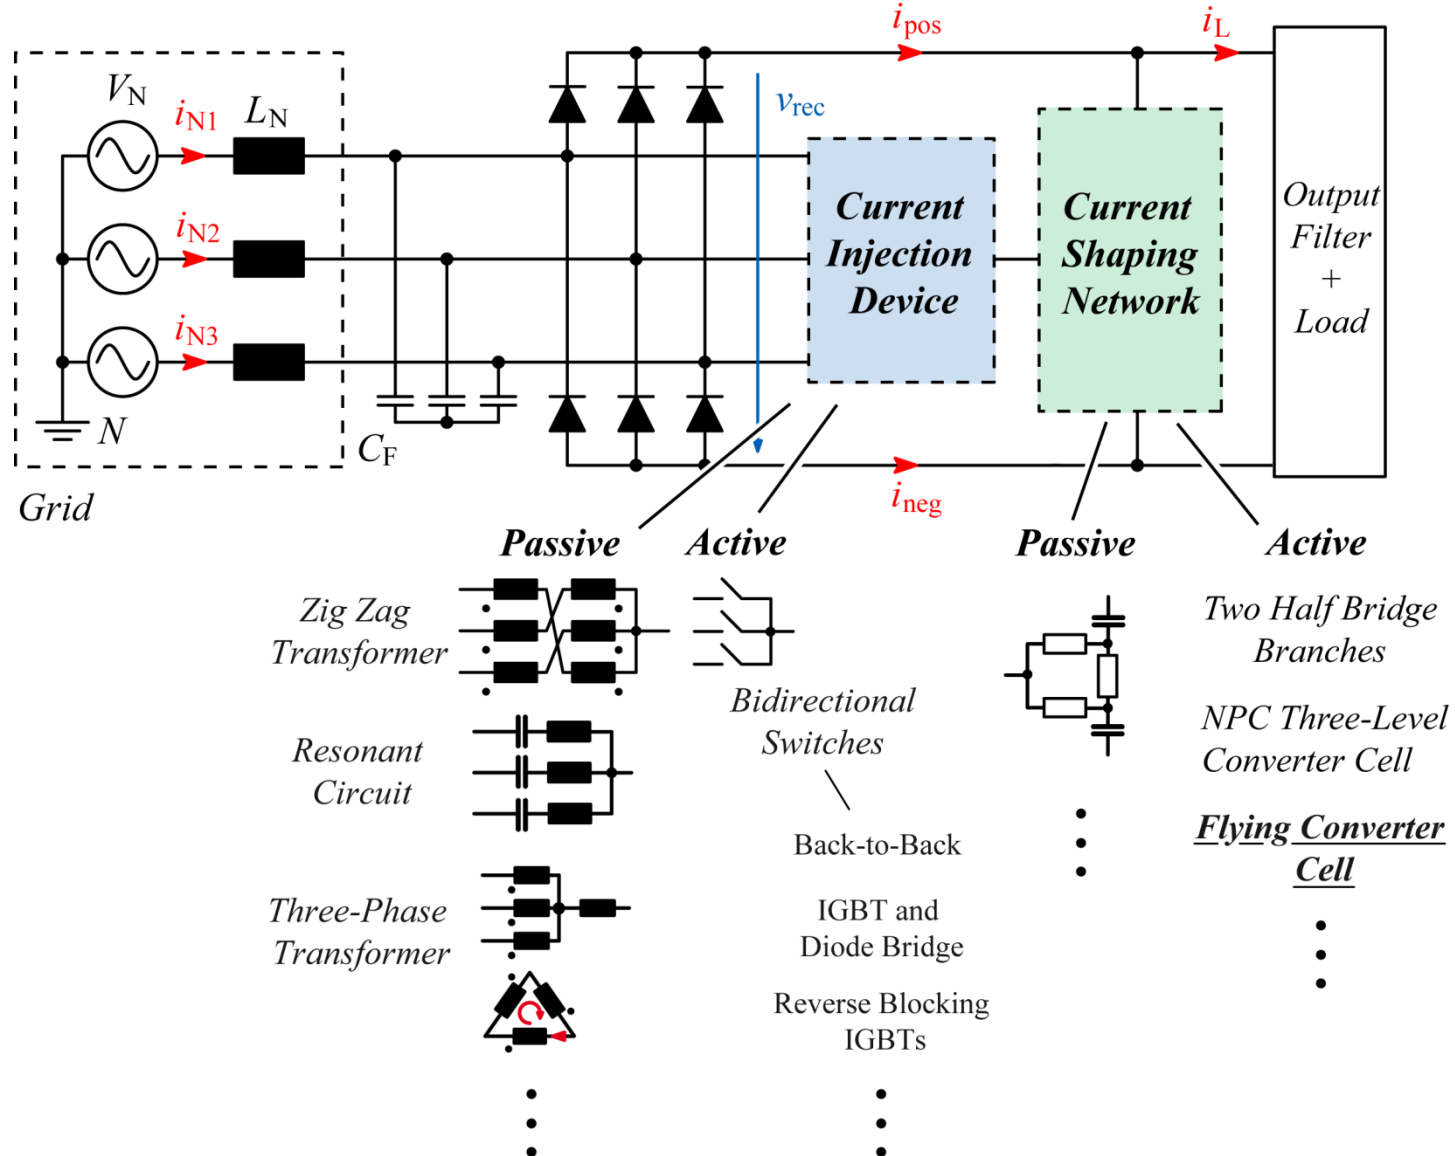 i_pos
i_L
V_N
i_N1
L_N
v_rec
i_N2
i_N3
N
C_F
Grid
Current
Injection
Device
Current
Shaping
Network
Output
Filter
+
Load
i_neg
Passive
Active
Passive
Active
Zig Zag
Transformer
Resonant
Circuit
Three-Phase
Transformer
Bidirectional
Switches
Back-to-Back
IGBT and
Diode Bridge
Reverse Blocking
IGBTs
Two Half Bridge
Branches
NPC Three-Level
Converter Cell
Flying Converter
Cell